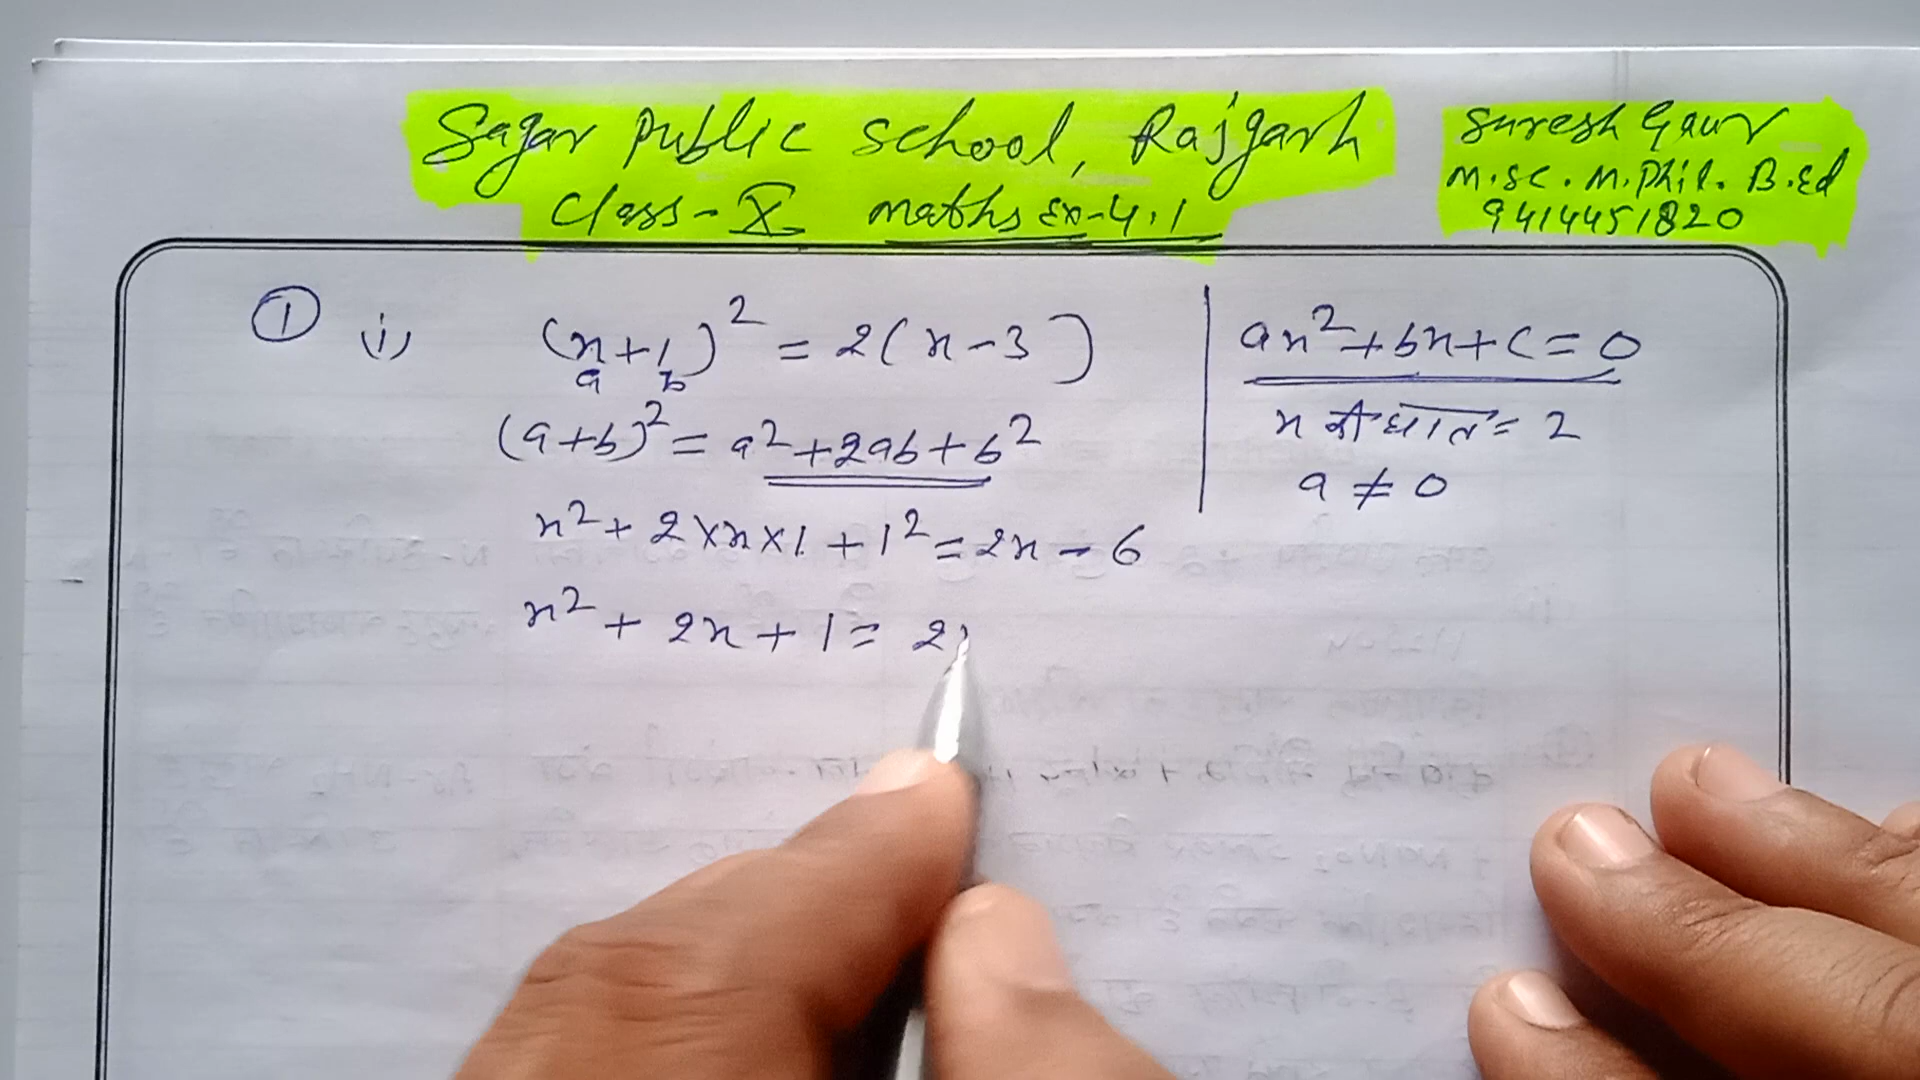 Sagar Public School, Rajgarh
Class-X Maths Ex-4.1
Suresh Gaur
M.SC. M.Phil. B.Ed
9414451820
① (i) (x+1)² = 2(x-3)
a b
(a+b)² = a²+2ab+b²
x²+2×x×1+1²=2x-6
x²+2x+1=2x
ax²+bx+c=0
x की घात = 2
a ≠ 0